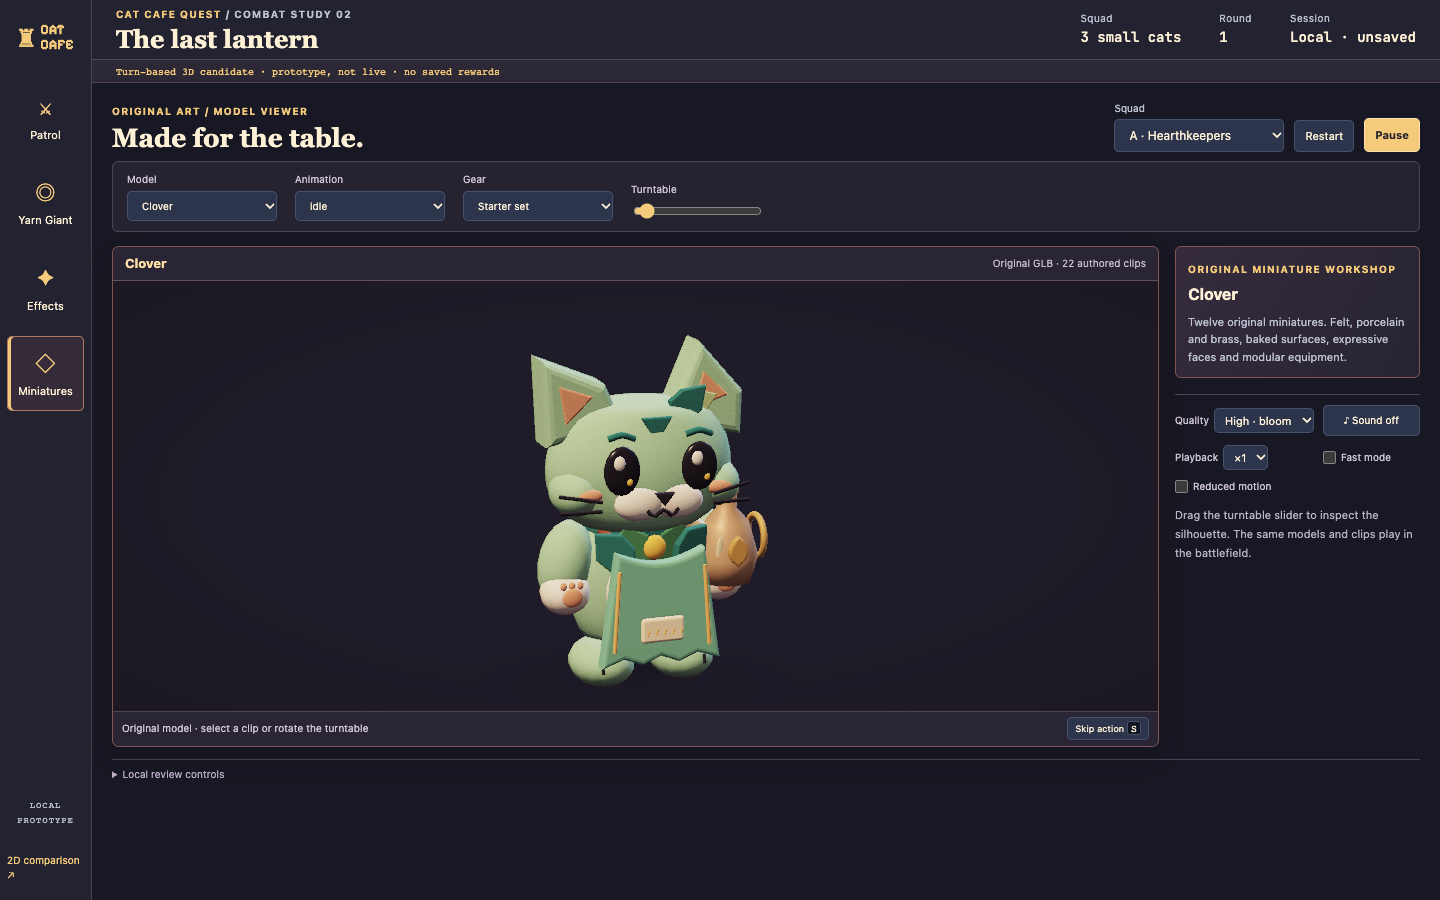 CAT CAFE
Patrol
Yarn Giant
Effects
Miniatures
LOCAL
PROTOTYPE
2D comparison
↗
CAT CAFE QUEST / COMBAT STUDY 02
The last lantern
Squad
3 small cats
Round
1
Session
Local · unsaved
Turn-based 3D candidate · prototype, not live · no saved rewards
ORIGINAL ART / MODEL VIEWER
Made for the table.
Squad
A · Hearthkeepers
Restart
Pause
Model
Clover
Animation
idle
Gear
Starter set
Turntable
Clover
Original GLB · 22 authored clips
Original model · select a clip or rotate the turntable
Skip action S
ORIGINAL MINIATURE WORKSHOP
Clover
Twelve original miniatures. Felt, porcelain
and brass, baked surfaces, expressive
faces and modular equipment.
Quality
High · bloom
♪ Sound off
Playback
×1
Fast mode
Reduced motion
Drag the turntable slider to inspect the
silhouette. The same models and clips play in
the battlefield.
Local review controls